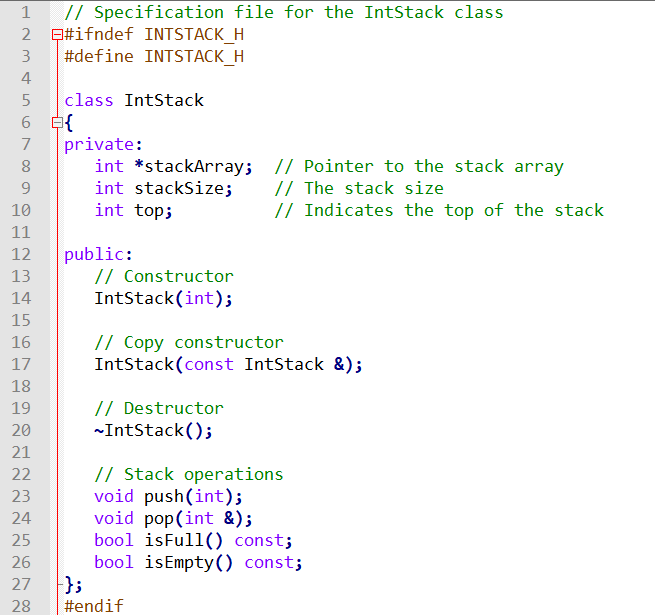 1 // Specification file for the IntStack class
2 #ifndef INTSTACK_H
3 #define INTSTACK_H
4
5 class IntStack
6 {
7 private:
8    int *stackArray;  // Pointer to the stack array
9    int stackSize;    // The stack size
10    int top;          // Indicates the top of the stack
11
12 public:
13    // Constructor
14    IntStack(int);
15
16    // Copy constructor
17    IntStack(const IntStack &);
18
19    // Destructor
20    ~IntStack();
21
22    // Stack operations
23    void push(int);
24    void pop(int &);
25    bool isFull() const;
26    bool isEmpty() const;
27 };
28 #endif